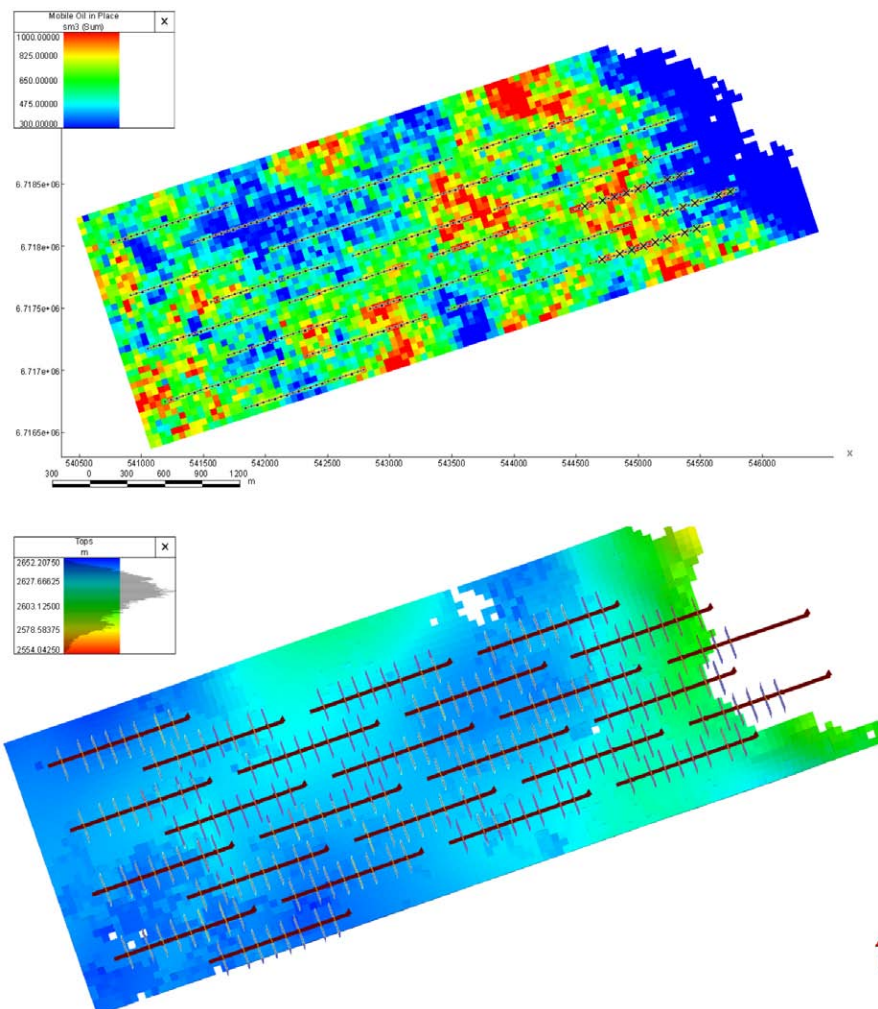 Mobile Oil in Place
sm3 (Sum)
X
1000.00000
825.00000
650.00000
475.00000
300.00000
6.7185e+06
6.718e+06
6.7175e+06
6.717e+06
6.7165e+06
540500 541000 541500 542000 542500 543000 543500 544000 544500 545000 545500 546000 X
300 0 300 600 900 1200 m
Tops
m
X
2652.20750
2627.66625
2603.12500
2578.58375
2554.04250